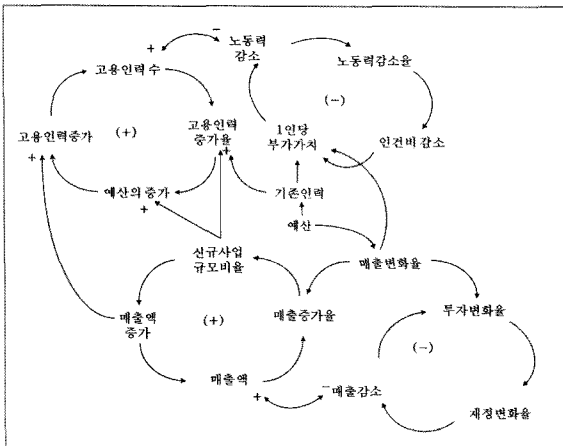 − 노동력
감소
+
고용인력 수
노동력감소율
(−)
고용인력증가
+
(+)
고용인력
증가율
+
1인당
부가가치
인건비 감소
예산의 증가
+
기존인력
예산
신규사업
규모비율
매출변화율
매출액
증가
(+)
매출증가율
투자변화율
(−)
매출액
+
− 매출감소
재정변화율